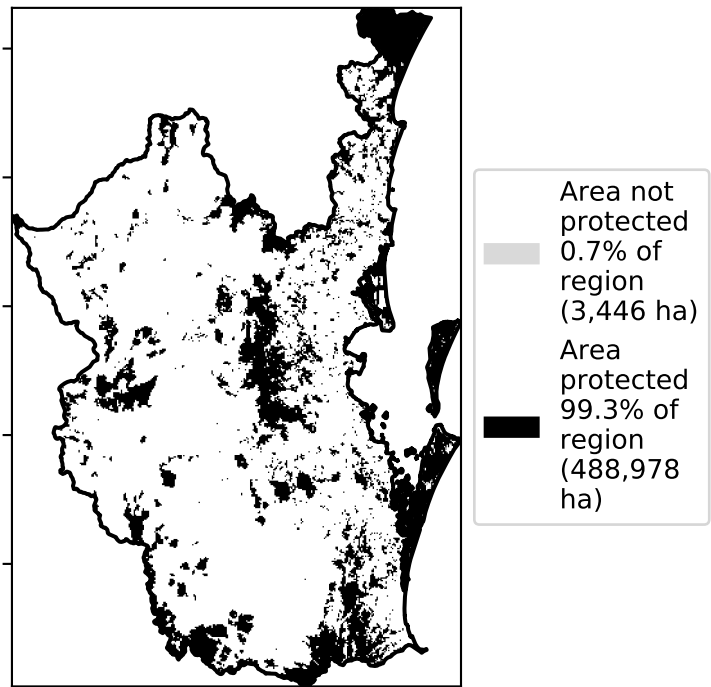 Area not
protected
0.7% of
region
(3,446 ha)
Area
protected
99.3% of
region
(488,978
ha)